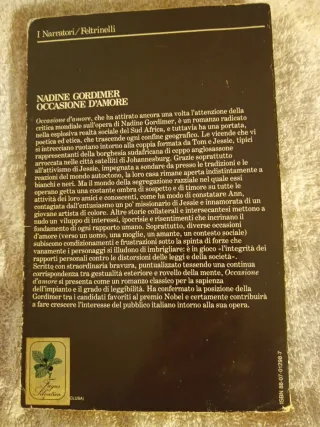 I Narratori/Feltrinelli
NADINE GORDIMER
OCCASIONE D'AMORE
Occasione d'amore, che ha attirato ancora una volta l'attenzione della
critica mondiale sull'opera di Nadine Gordimer, è un romanzo radicato
nella esplosiva realtà sociale del Sud Africa, e tuttavia ha una portata,
poetica ed etica, che trascende ogni confine geografico. Le vicende che vi
si intrecciano ruotano intorno alla coppia formata da Tom e Jessie, tipici
rappresentanti della borghesia sudafricana di ceppo anglosassone
arroccata nelle città satelliti di Johannesburg. Grazie soprattutto
all'attivismo di Jessie, impegnata a sondare da presso le tradizioni e le
reazioni del mondo autoctono, la loro casa rimane aperta indistintamente a
bianchi e neri. Ma il mondo della segregazione razziale nel quale essi
operano getta una costante ombra di sospetto e di timore su tutte le
attività dei loro amici e conoscenti, come ha modo di constatare Ann,
contagiata dall'entusiasmo un po' missionario di Jessie e innamorata di un
giovane artista di colore. Altre storie collaterali e intersecantesi mettono a
nudo un viluppo di interessi, ipocrisie e risentimenti che incrinano il
fondamento di ogni rapporto umano. Soprattutto, diverse occasioni
d'amore (verso un uomo, una moglie, un amante, un contesto sociale)
subiscono condizionamenti e frustrazioni sotto la spinta di forze che
vanamente i personaggi si illudono di imbrigliare: è in gioco «l'integrità dei
rapporti personali contro le distorsioni delle leggi e della società».
Scritto con straordinaria bravura, puntualizzato tessendo una continua
corrispondenza tra gestualità esteriore e rovello della mente, Occasione
d'amore si presenta come un romanzo classico per la sapienza
dell'impianto e il grado di leggibilità. Ha confermato la posizione della
Gordimer tra i candidati favoriti al premio Nobel e certamente contribuirà
a far crescere l'interesse del pubblico italiano intorno alla sua opera.